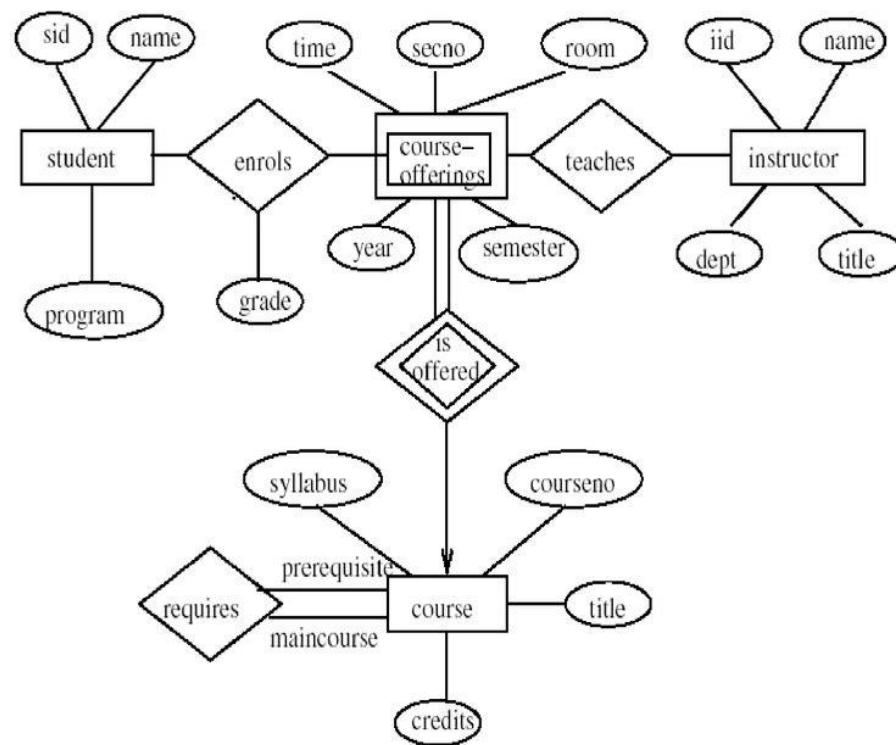 sid
name
time
secno
room
iid
name
student
enrols
course-
offerings
teaches
instructor
year
semester
dept
title
program
grade
is
offered
syllabus
courseno
prerequisite
requires
course
title
maincourse
credits